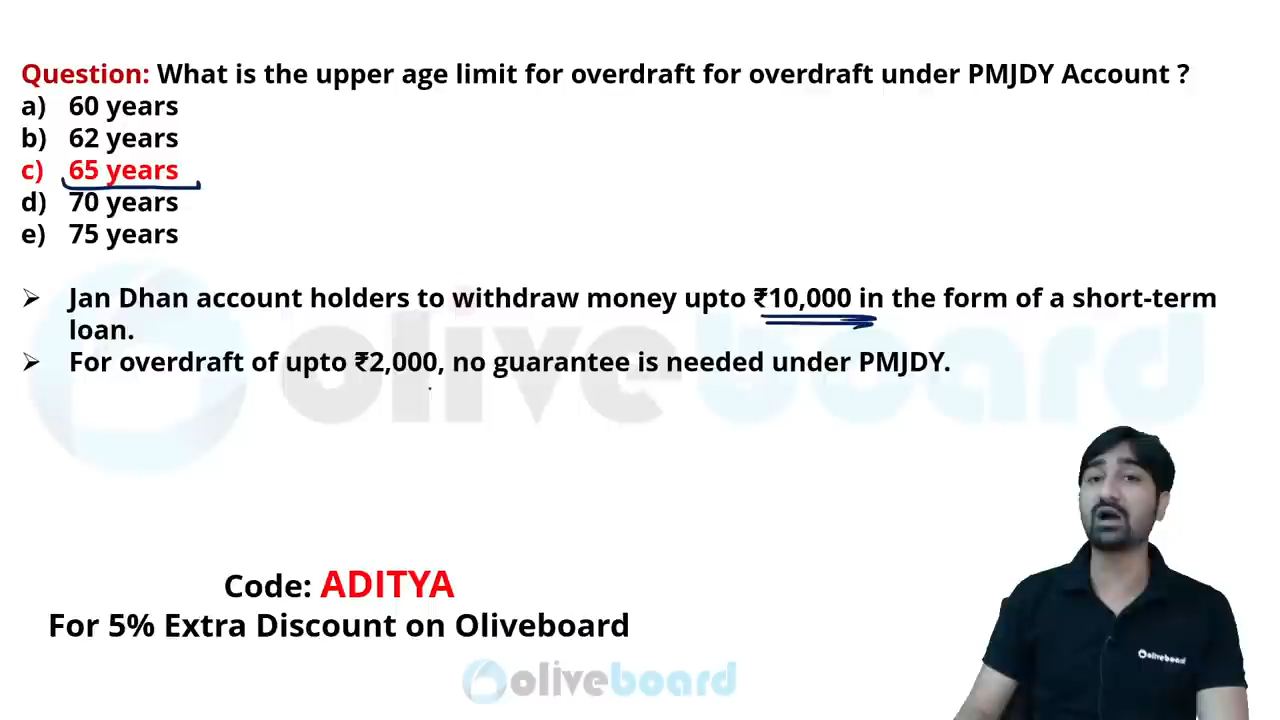 Question: What is the upper age limit for overdraft for overdraft under PMJDY Account ?
a) 60 years
b) 62 years
c) 65 years
d) 70 years
e) 75 years
➢ Jan Dhan account holders to withdraw money upto ₹10,000 in the form of a short-term
loan.
➢ For overdraft of upto ₹2,000, no guarantee is needed under PMJDY.
oliveboard
Code: ADITYA
For 5% Extra Discount on Oliveboard
oliveboard
oliveboard